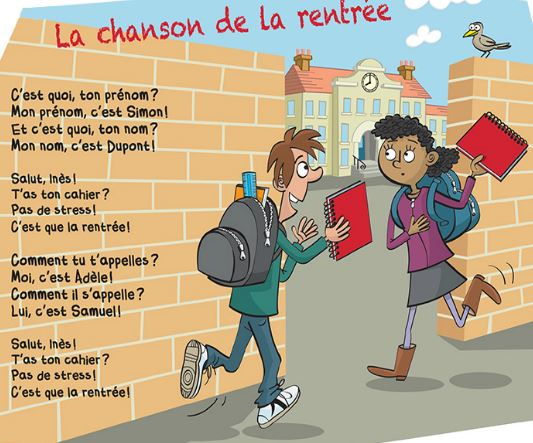 La chanson de la rentrée
C'est quoi, ton prénom?
Mon prénom, c'est Simon!
Et c'est quoi, ton nom?
Mon nom, c'est Dupont!
Salut, Inès!
T'as ton cahier?
Pas de stress!
C'est que la rentrée!
Comment tu t'appelles?
Moi, c'est Adèle!
Comment il s'appelle?
Lui, c'est Samuel!
Salut, Inès!
T'as ton cahier?
Pas de stress!
C'est que la rentrée!